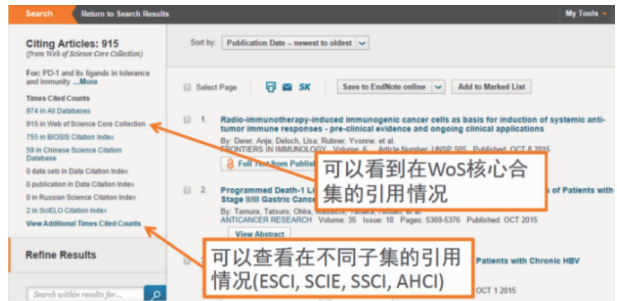 Search
Return to Search Results
My Tools
Citing Articles: 915
(from Web of Science Core Collection)
For: PD-1 and its ligands in tolerance
and immunity ...More
Times Cited Counts
974 in All Databases
915 in Web of Science Core Collection
755 in BIOSIS Citation Index
59 in Chinese Science Citation
Database
0 data sets in Data Citation Index
0 publication in Data Citation Index
0 in Russian Science Citation Index
2 in SciELO Citation Index
View Additional Times Cited Counts
Refine Results
Search within results for...
Sort by: Publication Date -- newest to oldest
Select Page
5K
Save to EndNote online
Add to Marked List
1. Radio-immunotherapy-induced immunogenic cancer cells as basis for induction of systemic anti-
tumor immune responses - pre-clinical evidence and ongoing clinical applications
By: Derer, Anja; Deloch, Lisa; Rubner, Yvonne; et al.
FRONTIERS IN IMMUNOLOGY Volume: 6 Article Number: UNSP 505 Published: OCT 8 2015
Full Text from Publis
可以看到在WoS核心合
集的引用情况
2. Programmed Death-1 Li
s of Patients with
Stage II/III Gastric Cance
By: Tamura, Tatsuro; Ohira,
ANTICANCER RESEARCH Volume: 35 Issue: 10 Pages: 5369-5376 Published: OCT 2015
View Abstract
可以查看在不同子集的引用
情况(ESCI, SCIE, SSCI, AHCI)
Patients with Chronic HBV
OCT 1 2015